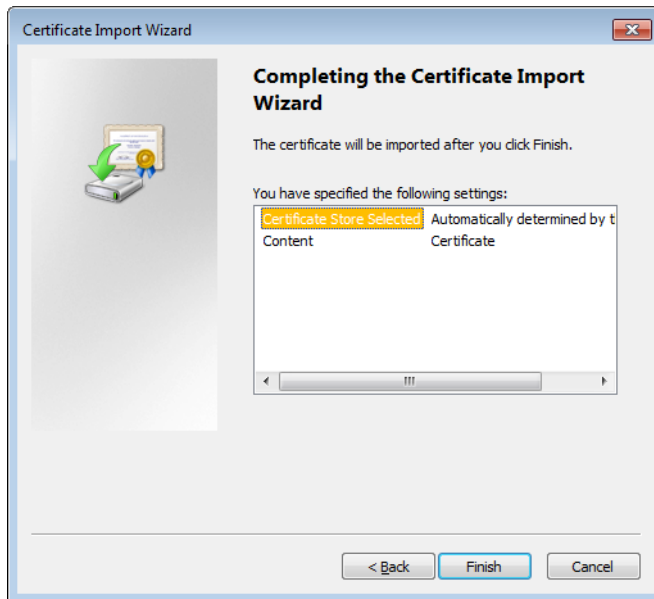 Certificate Import Wizard
Completing the Certificate Import
Wizard
The certificate will be imported after you click Finish.
You have specified the following settings:
Certificate Store Selected Automatically determined by t
Content Certificate
< Back Finish Cancel